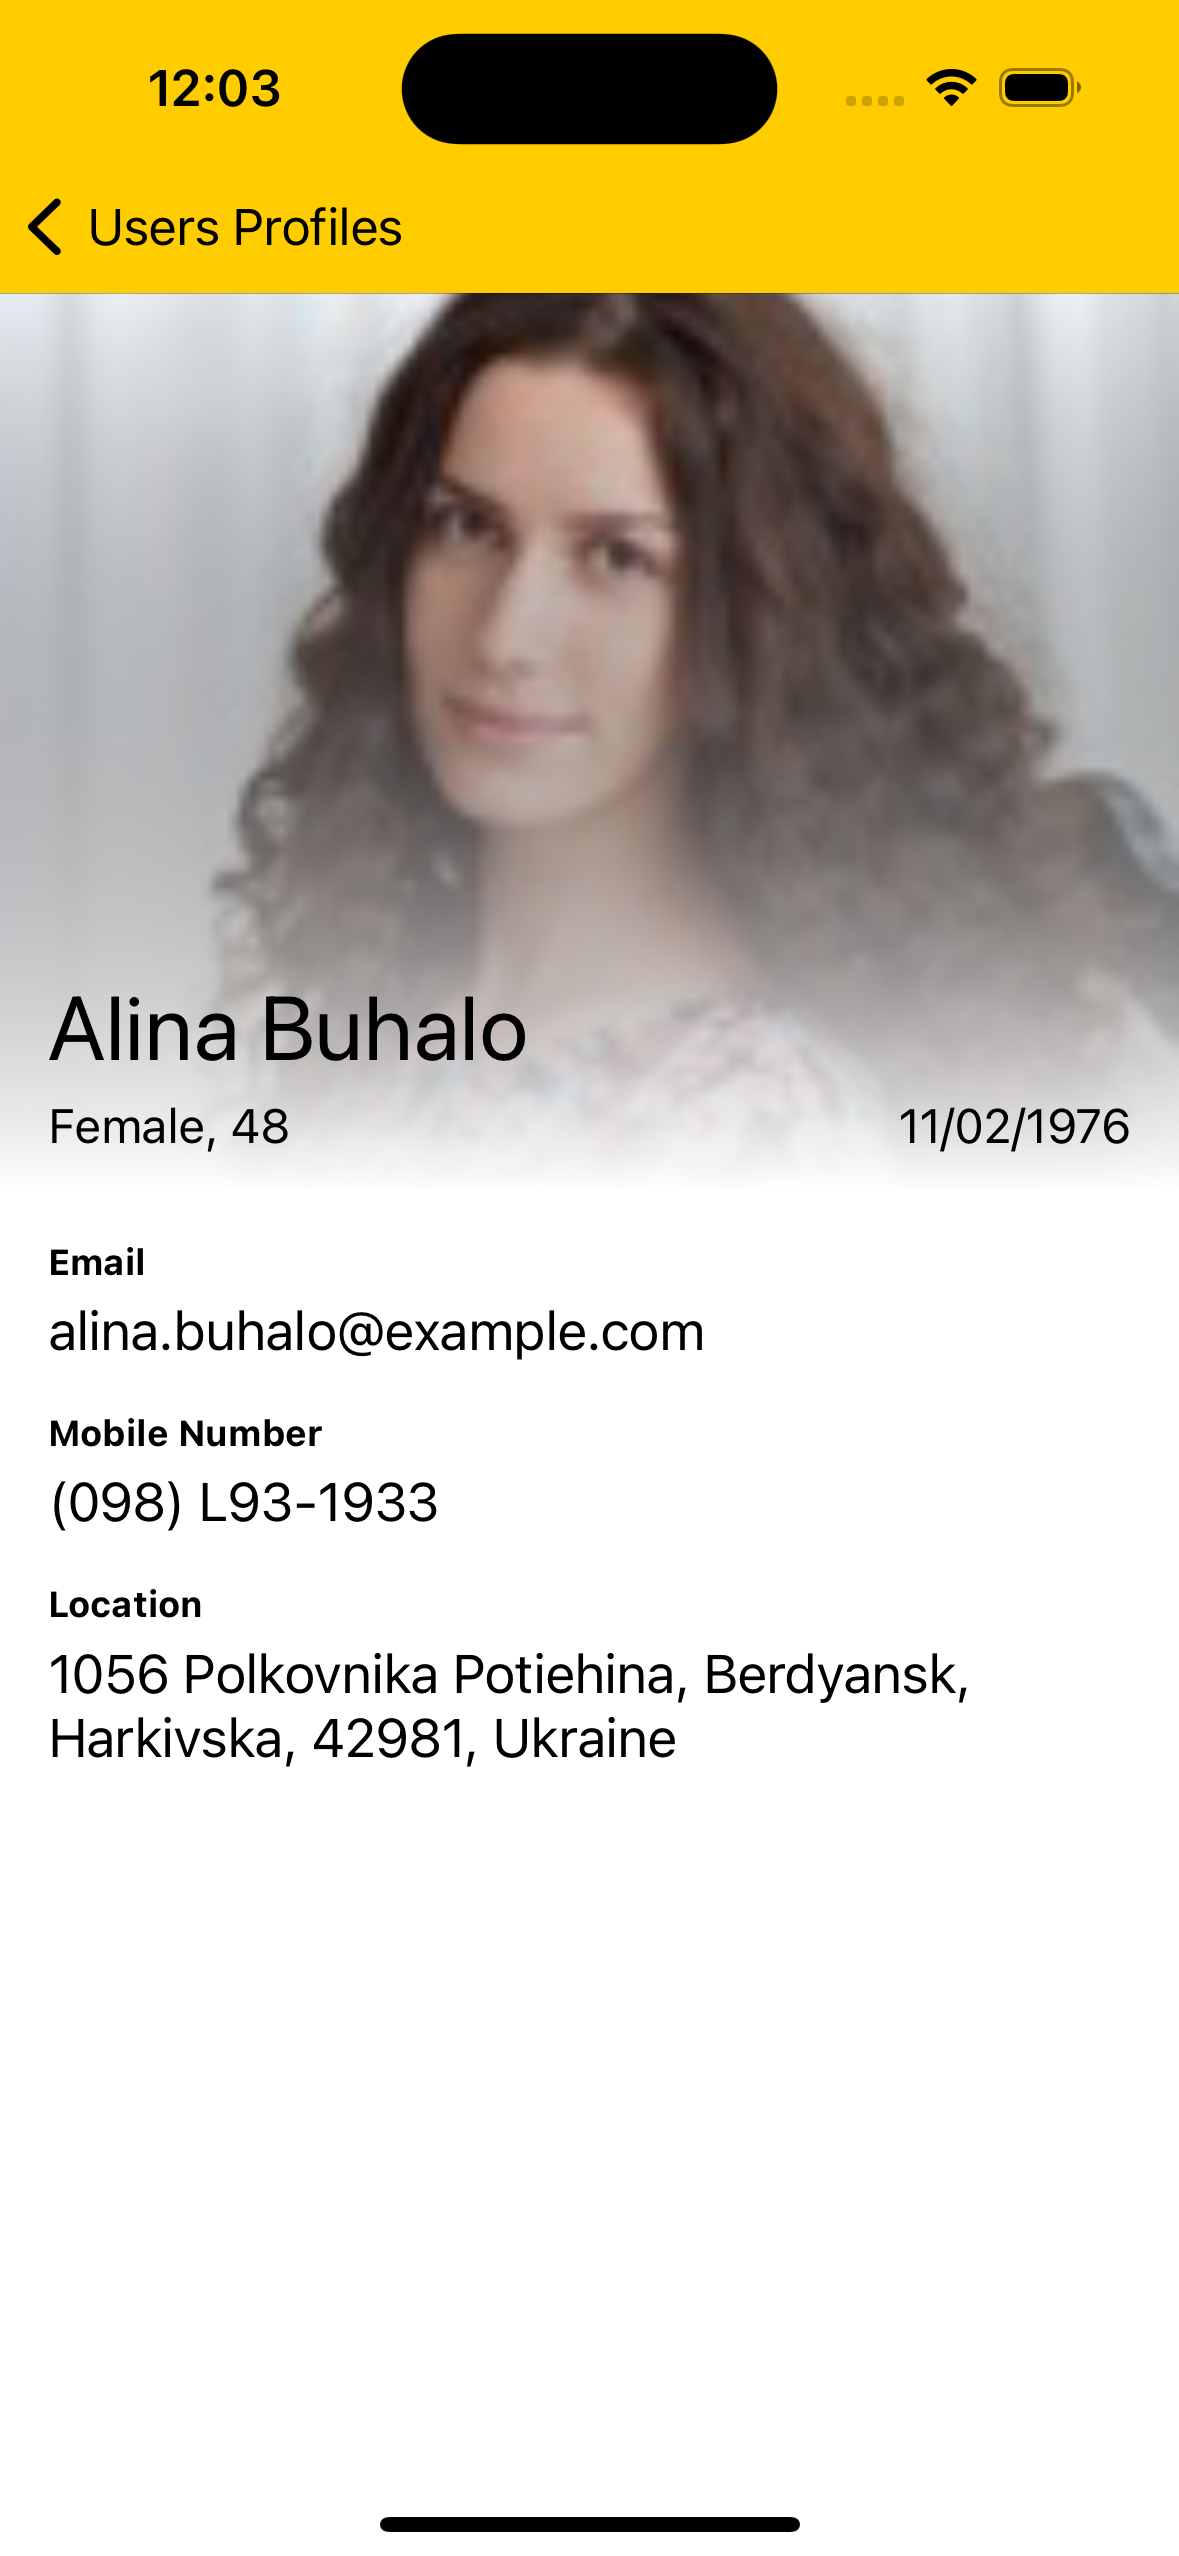 12:03
Users Profiles
Alina Buhalo
Female, 48
11/02/1976
Email
alina.buhalo@example.com
Mobile Number
(098) L93-1933
Location
1056 Polkovnika Potiehina, Berdyansk,
Harkivska, 42981, Ukraine